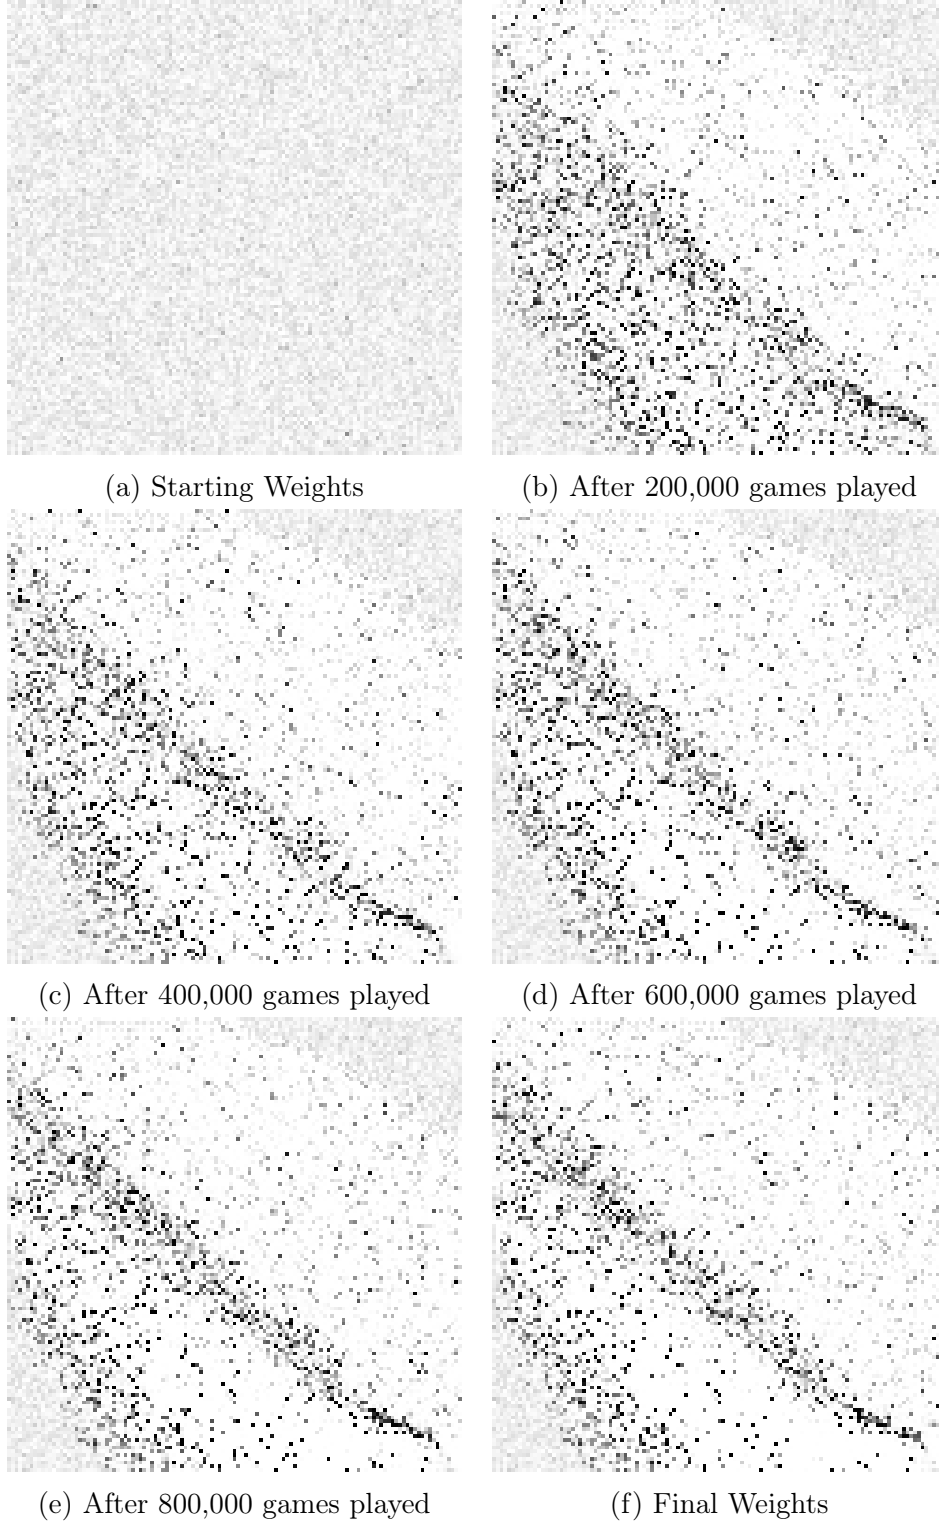 (a) Starting Weights
(b) After 200,000 games played
(c) After 400,000 games played
(d) After 600,000 games played
(e) After 800,000 games played
(f) Final Weights